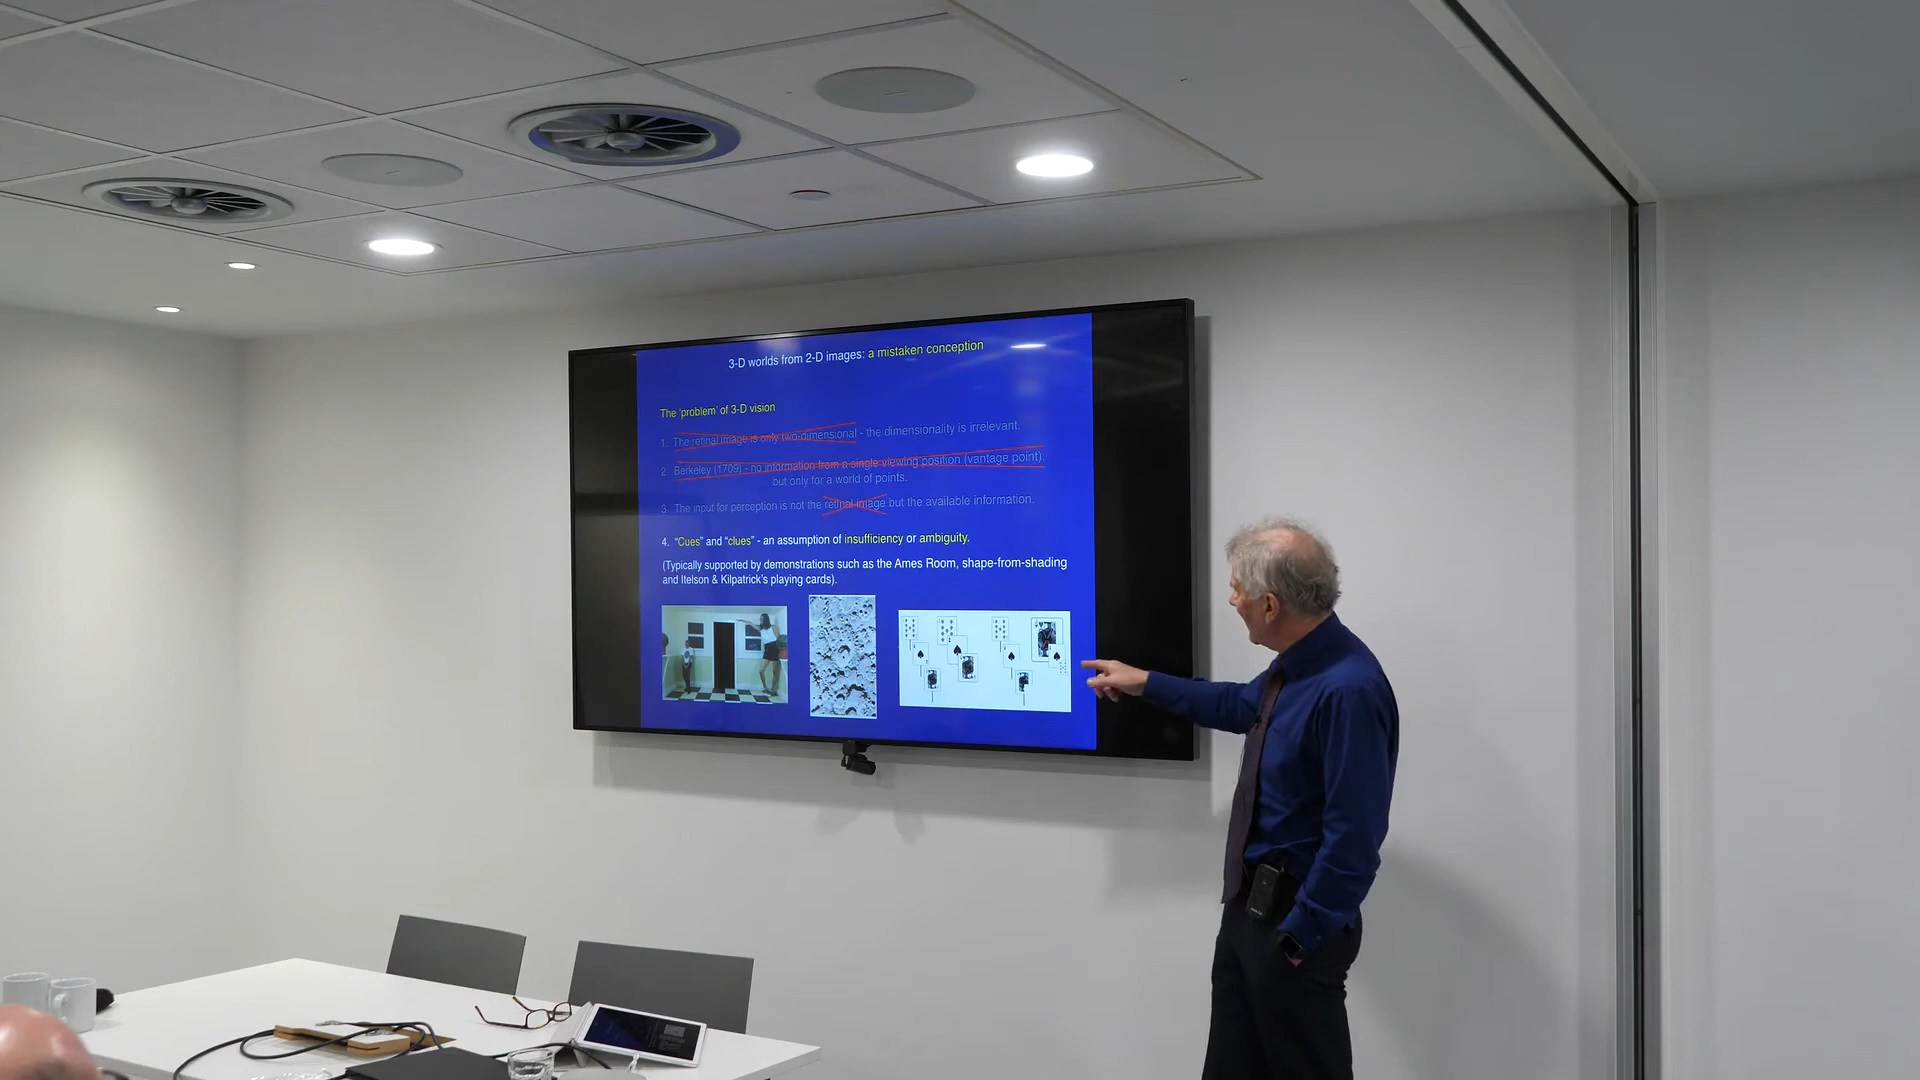 3-D worlds from 2-D images: a mistaken conception
The 'problem' of 3-D vision
1. The retinal image is only two-dimensional - the dimensionality is irrelevant.
2. Berkeley (1709) - no information from a single viewing position (vantage point).
but only for a world of points.
3. The input for perception is not the retinal image but the available information.
4. "Cues" and "clues" - an assumption of insufficiency or ambiguity.
(Typically supported by demonstrations such as the Ames Room, shape-from-shading
and Itelson & Kilpatrick's playing cards).